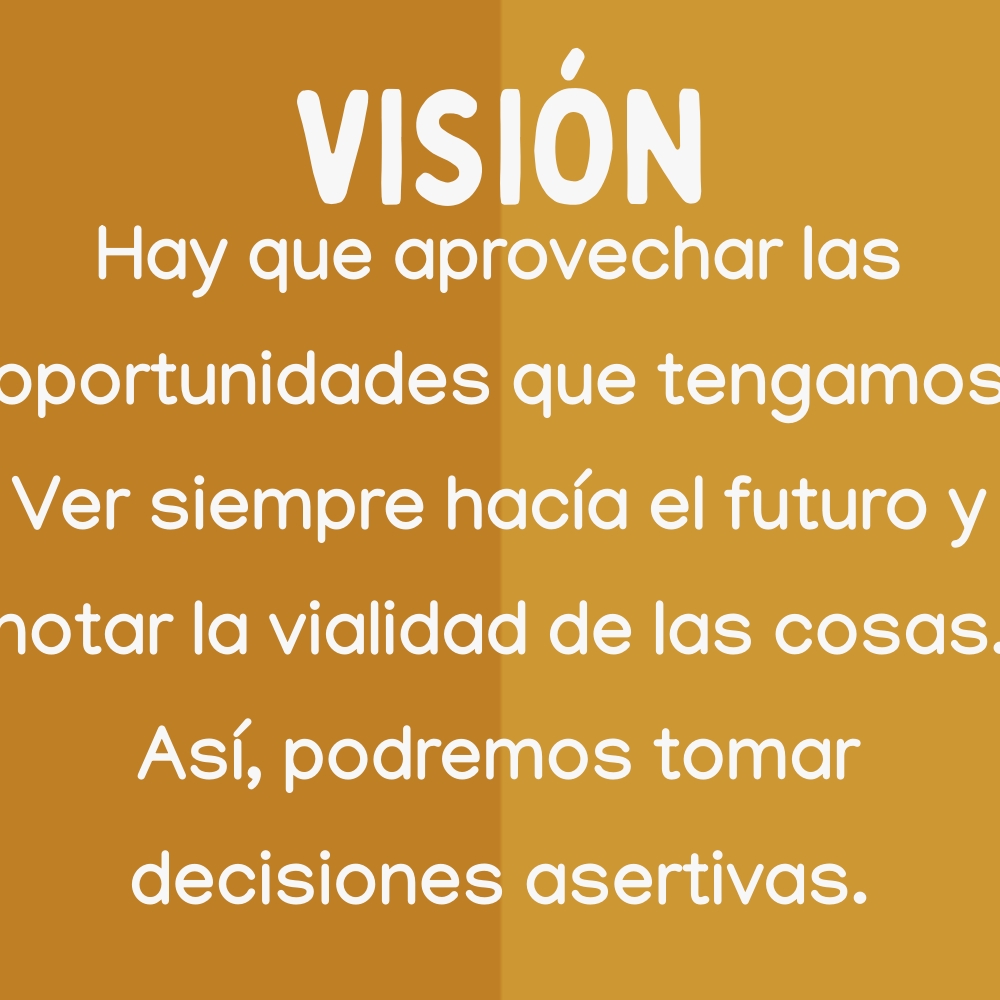 VISIÓN
Hay que aprovechar las
oportunidades que tengamos
Ver siempre hacía el futuro y
notar la vialidad de las cosas.
Así, podremos tomar
decisiones asertivas.